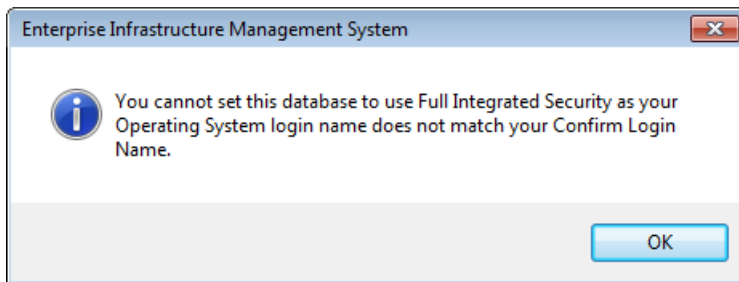 Enterprise Infrastructure Management System
You cannot set this database to use Full Integrated Security as your
Operating System login name does not match your Confirm Login
Name.
OK